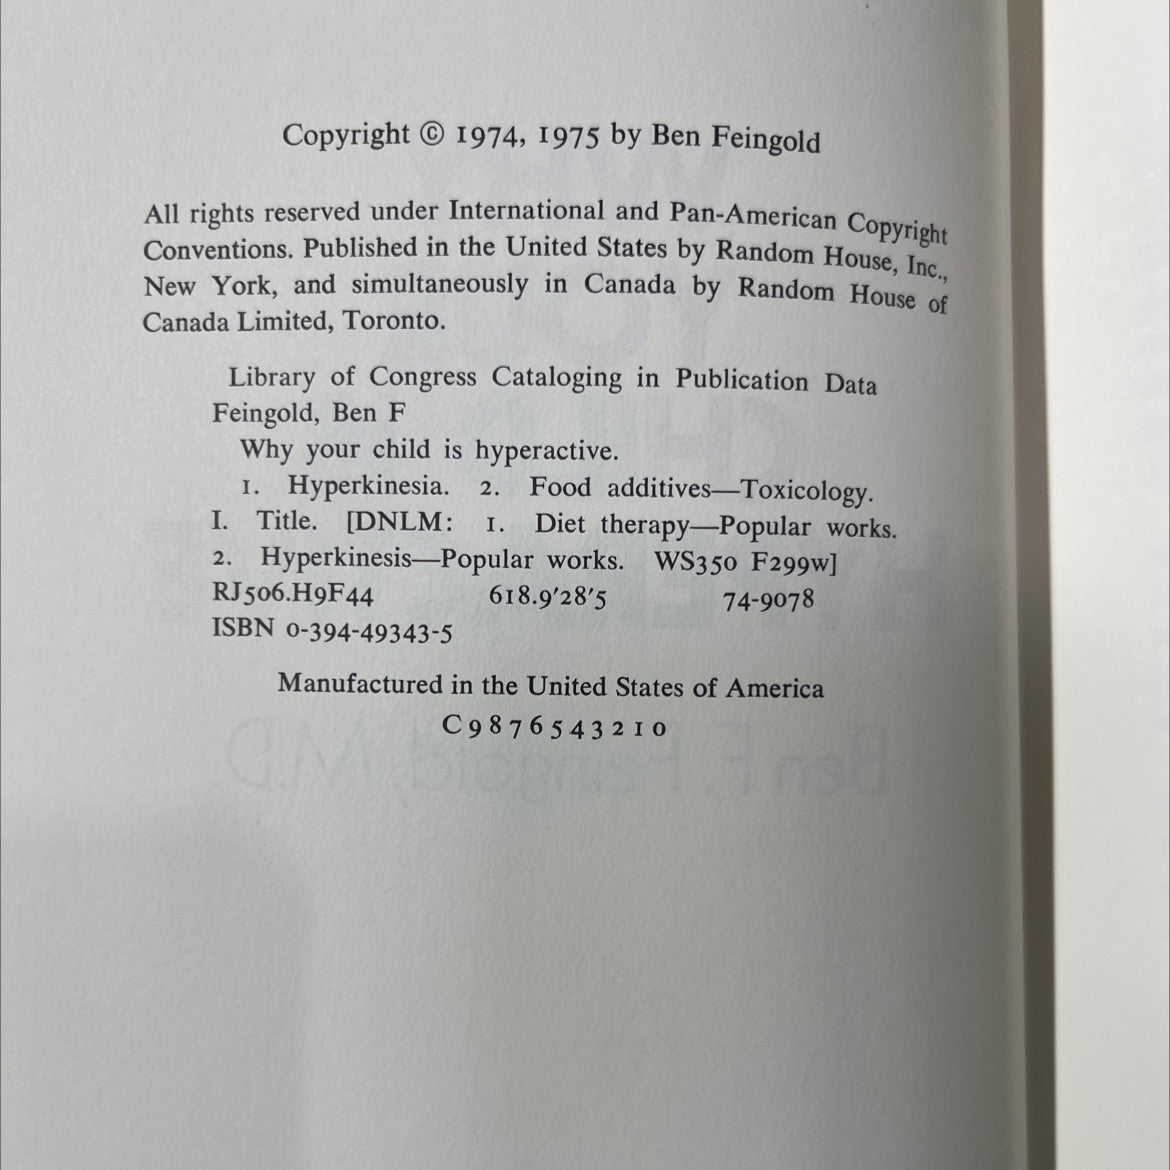 Copyright © 1974, 1975 by Ben Feingold
All rights reserved under International and Pan-American Copyright
Conventions. Published in the United States by Random House, Inc.,
New York, and simultaneously in Canada by Random House of
Canada Limited, Toronto.
Library of Congress Cataloging in Publication Data
Feingold, Ben F
Why your child is hyperactive.
1. Hyperkinesia. 2. Food additives—Toxicology.
I. Title. [DNLM: 1. Diet therapy—Popular works.
2. Hyperkinesis—Popular works. WS350 F299w]
RJ506.H9F44 618.9'28'5 74-9078
ISBN 0-394-49343-5
Manufactured in the United States of America
C9876543210